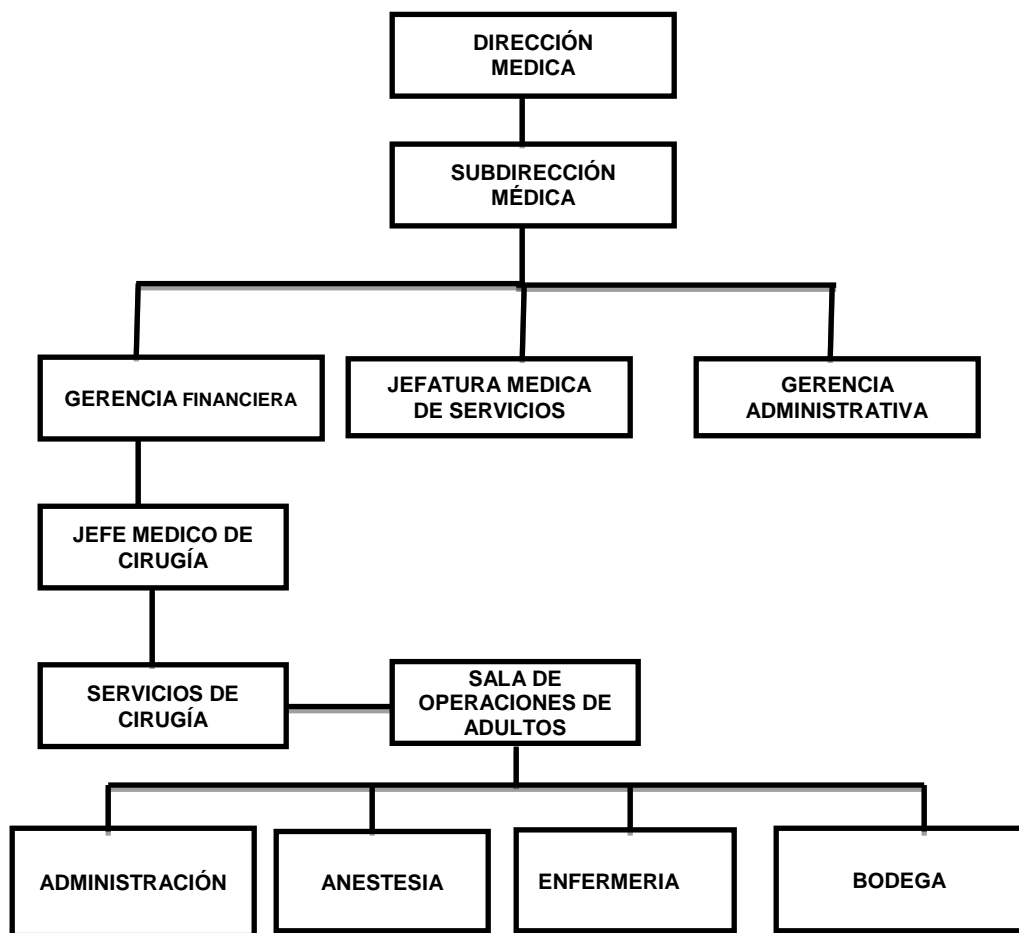 DIRECCIÓN
MEDICA
SUBDIRECCIÓN
MÉDICA
GERENCIA FINANCIERA
JEFATURA MEDICA
DE SERVICIOS
GERENCIA
ADMINISTRATIVA
JEFE MEDICO DE
CIRUGÍA
SERVICIOS DE
CIRUGÍA
SALA DE
OPERACIONES DE
ADULTOS
ADMINISTRACIÓN
ANESTESIA
ENFERMERIA
BODEGA